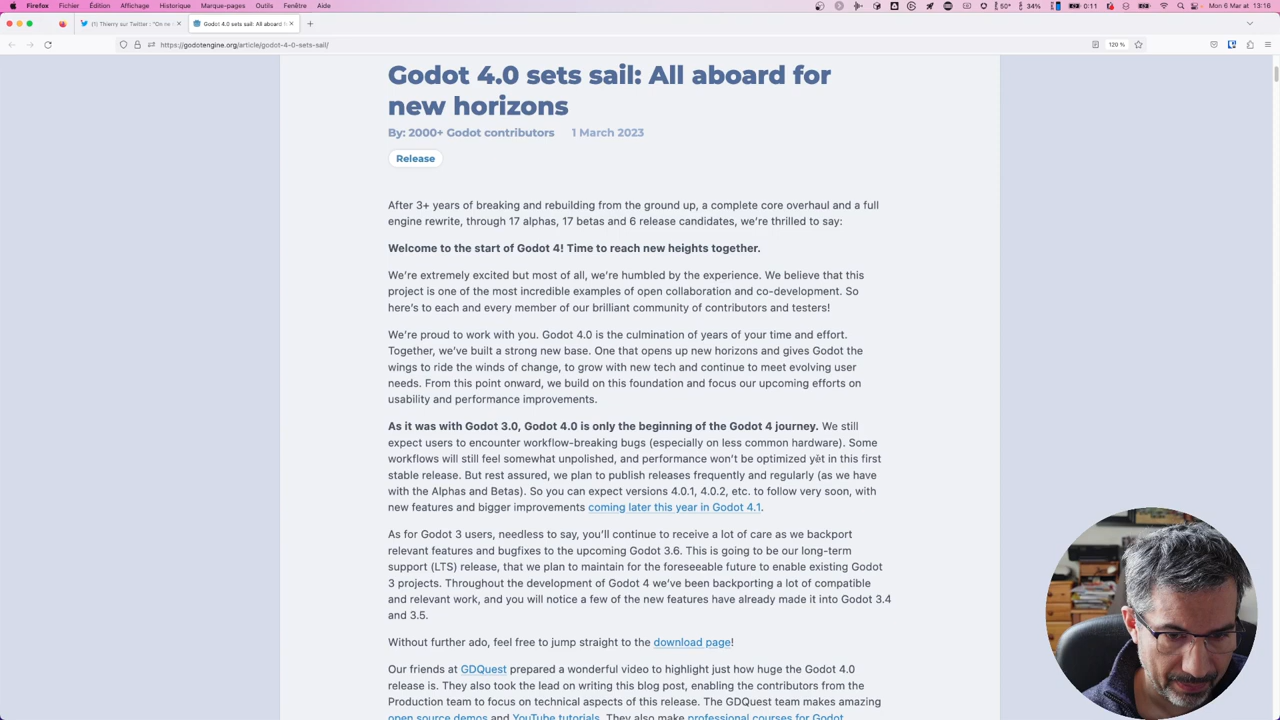 Firefox Fichier Édition Affichage Historique Marque-pages Outils Fenêtre Aide
50° 34% 0:11 Mon 6 Mar at 13:16
(1) Thierry sur Twitter : "On ne
Godot 4.0 sets sail: All aboard f
https://godotengine.org/article/godot-4-0-sets-sail/
120 %
Godot 4.0 sets sail: All aboard for
new horizons
By: 2000+ Godot contributors 1 March 2023
Release
After 3+ years of breaking and rebuilding from the ground up, a complete core overhaul and a full
engine rewrite, through 17 alphas, 17 betas and 6 release candidates, we're thrilled to say:
Welcome to the start of Godot 4! Time to reach new heights together.
We're extremely excited but most of all, we're humbled by the experience. We believe that this
project is one of the most incredible examples of open collaboration and co-development. So
here's to each and every member of our brilliant community of contributors and testers!
We're proud to work with you. Godot 4.0 is the culmination of years of your time and effort.
Together, we've built a strong new base. One that opens up new horizons and gives Godot the
wings to ride the winds of change, to grow with new tech and continue to meet evolving user
needs. From this point onward, we build on this foundation and focus our upcoming efforts on
usability and performance improvements.
As it was with Godot 3.0, Godot 4.0 is only the beginning of the Godot 4 journey. We still
expect users to encounter workflow-breaking bugs (especially on less common hardware). Some
workflows will still feel somewhat unpolished, and performance won't be optimized yet in this first
stable release. But rest assured, we plan to publish releases frequently and regularly (as we have
with the Alphas and Betas). So you can expect versions 4.0.1, 4.0.2, etc. to follow very soon, with
new features and bigger improvements coming later this year in Godot 4.1.
As for Godot 3 users, needless to say, you'll continue to receive a lot of care as we backport
relevant features and bugfixes to the upcoming Godot 3.6. This is going to be our long-term
support (LTS) release, that we plan to maintain for the foreseeable future to enable existing Godot
3 projects. Throughout the development of Godot 4 we've been backporting a lot of compatible
and relevant work, and you will notice a few of the new features have already made it into Godot 3.4
and 3.5.
Without further ado, feel free to jump straight to the download page!
Our friends at GDQuest prepared a wonderful video to highlight just how huge the Godot 4.0
release is. They also took the lead on writing this blog post, enabling the contributors from the
Production team to focus on technical aspects of this release. The GDQuest team makes amazing
open source demos and YouTube tutorials. They also make professional courses for Godot